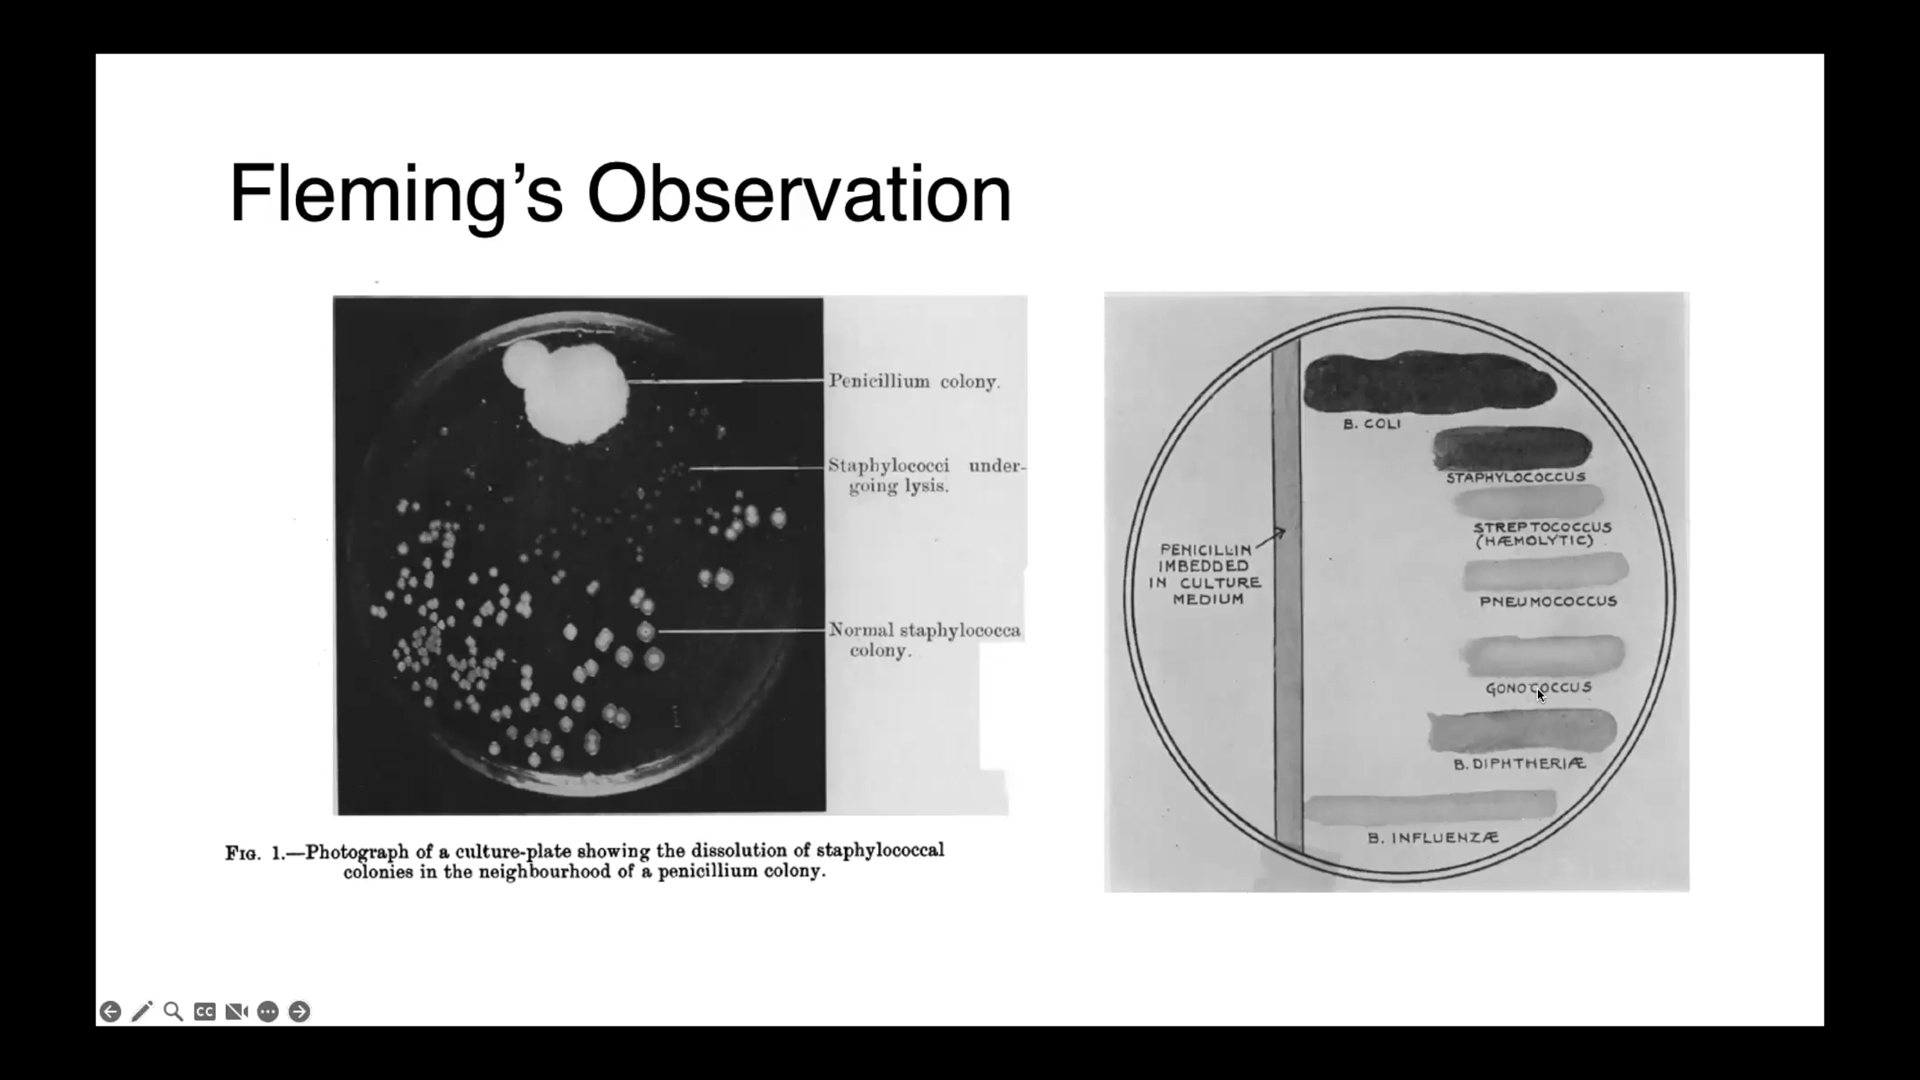 Fleming's Observation
Penicillium colony.
Staphylococci under-
going lysis.
Normal staphylococca
colony.
FIG. 1.—Photograph of a culture-plate showing the dissolution of staphylococcal
colonies in the neighbourhood of a penicillium colony.
B. COLI
STAPHYLOCOCCUS
STREPTOCOCCUS
(HÆMOLYTIC)
PENICILLIN
IMBEDDED
IN CULTURE
MEDIUM
PNEUMOCOCCUS
GONOCOCCUS
B. DIPHTHERIÆ
B. INFLUENZÆ
CC